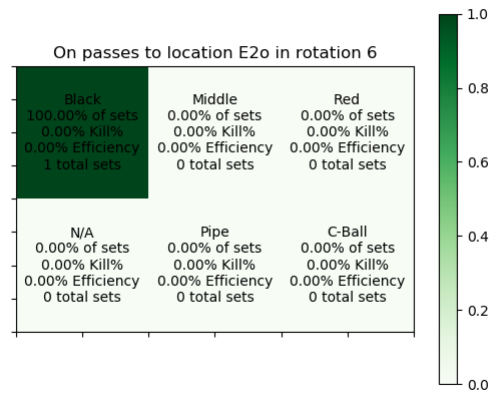 On passes to location E2o in rotation 6
Black
100.00% of sets
0.00% Kill%
0.00% Efficiency
1 total sets
Middle
0.00% of sets
0.00% Kill%
0.00% Efficiency
0 total sets
Red
0.00% of sets
0.00% Kill%
0.00% Efficiency
0 total sets
N/A
0.00% of sets
0.00% Kill%
0.00% Efficiency
0 total sets
Pipe
0.00% of sets
0.00% Kill%
0.00% Efficiency
0 total sets
C-Ball
0.00% of sets
0.00% Kill%
0.00% Efficiency
0 total sets
1.0
0.8
0.6
0.4
0.2
0.0